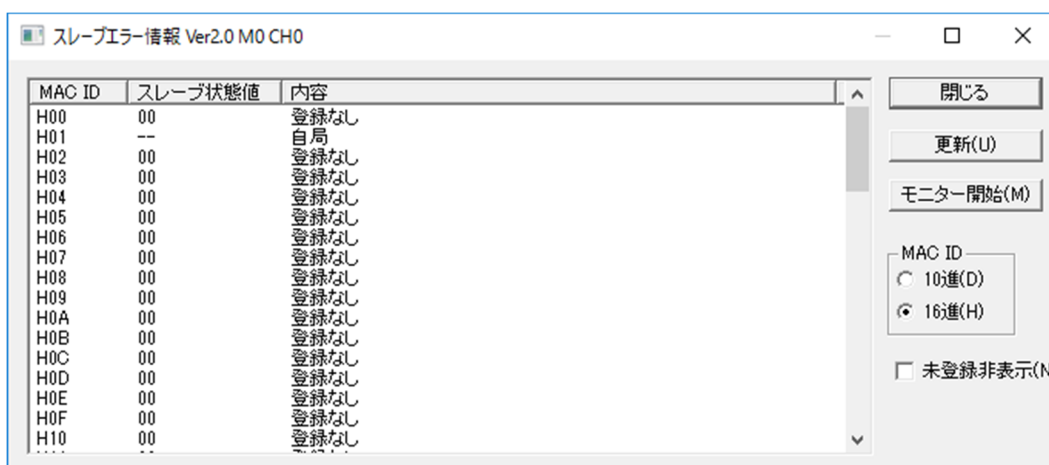 スレーブエラー情報 Ver2.0 M0 CH0
MAC ID スレーブ状態値 内容
H00 00 登録なし
H01 -- 自局
H02 00 登録なし
H03 00 登録なし
H04 00 登録なし
H05 00 登録なし
H06 00 登録なし
H07 00 登録なし
H08 00 登録なし
H09 00 登録なし
H0A 00 登録なし
H0B 00 登録なし
H0C 00 登録なし
H0D 00 登録なし
H0E 00 登録なし
H0F 00 登録なし
H10 00 登録なし
閉じる
更新(U)
モニター開始(M)
MAC ID
10進(D)
16進(H)
未登録非表示(N